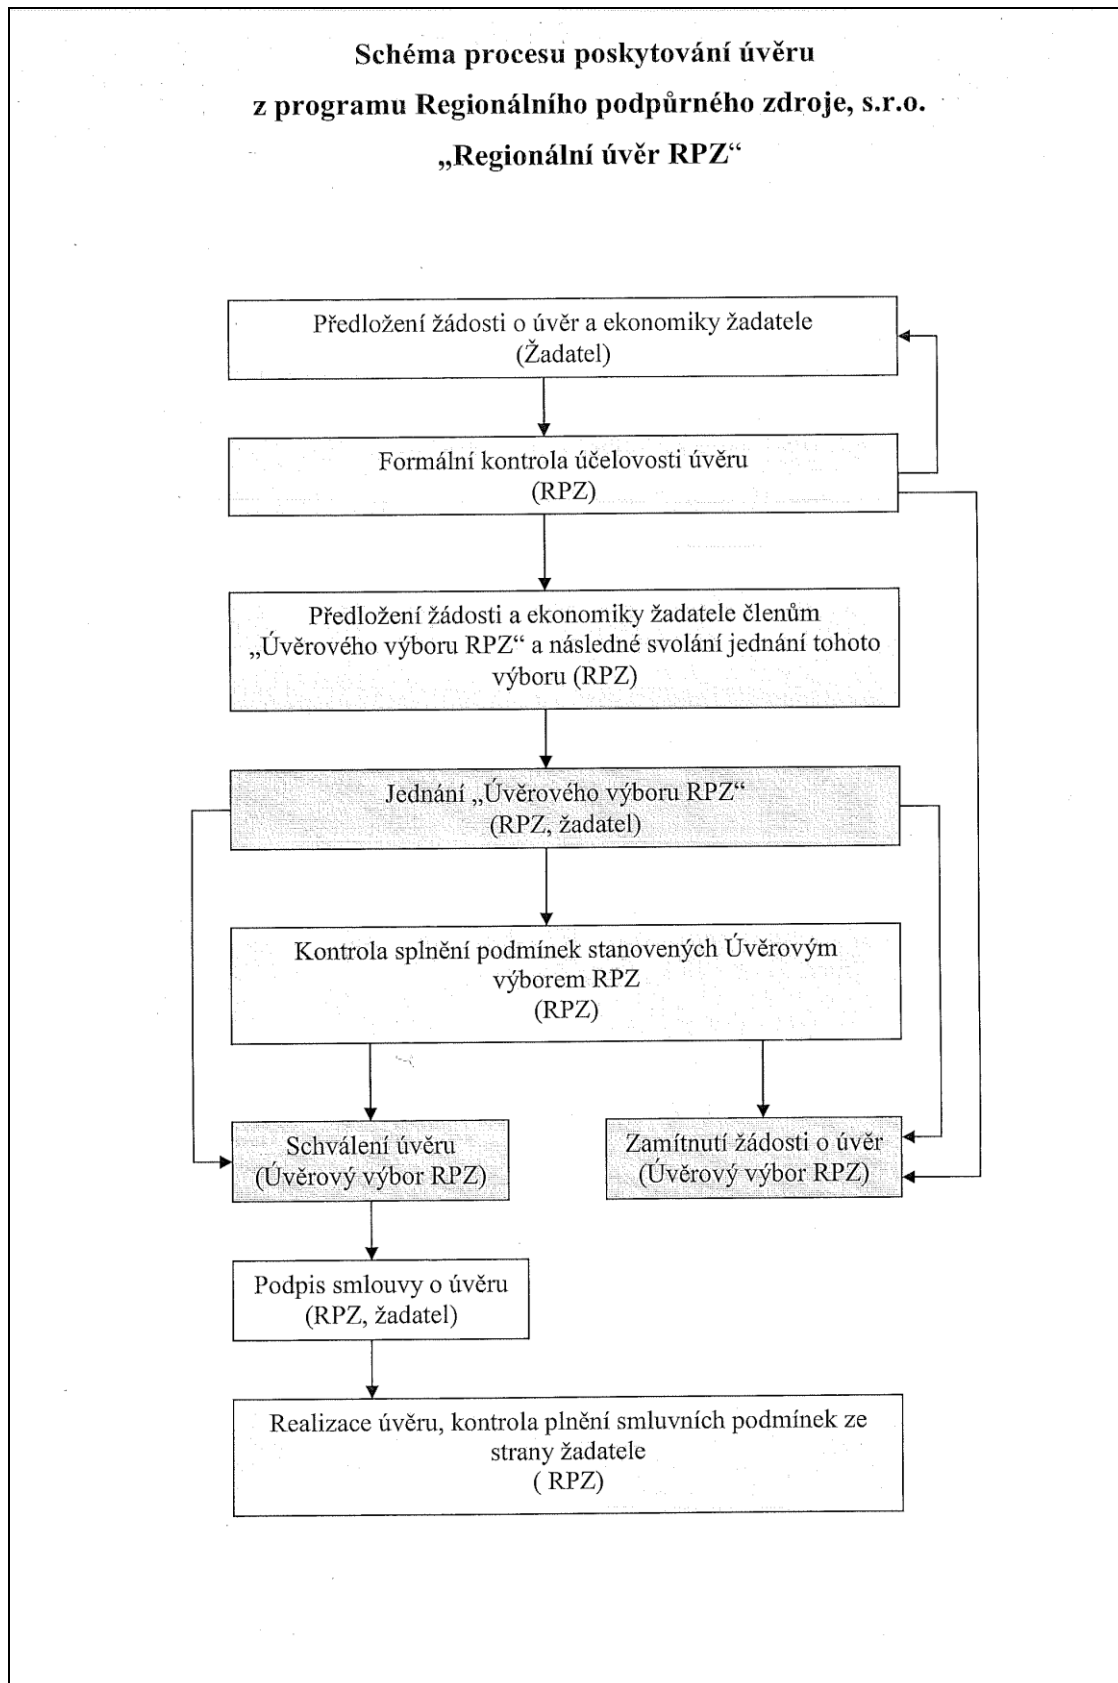 Schéma procesu poskytování úvěru
z programu Regionálního podpůrného zdroje, s.r.o.
„Regionální úvěr RPZ“
Předložení žádosti o úvěr a ekonomiky žadatele
(Žadatel)
Formální kontrola účelovosti úvěru
(RPZ)
Předložení žádosti a ekonomiky žadatele členům
„Úvěrového výboru RPZ“ a následné svolání jednání tohoto
výboru (RPZ)
Jednání „Úvěrového výboru RPZ“
(RPZ, žadatel)
Kontrola splnění podmínek stanovených Úvěrovým
výborem RPZ
(RPZ)
Schválení úvěru
(Úvěrový výbor RPZ)
Zamítnutí žádosti o úvěr
(Úvěrový výbor RPZ)
Podpis smlouvy o úvěru
(RPZ, žadatel)
Realizace úvěru, kontrola plnění smluvních podmínek ze
strany žadatele
( RPZ)